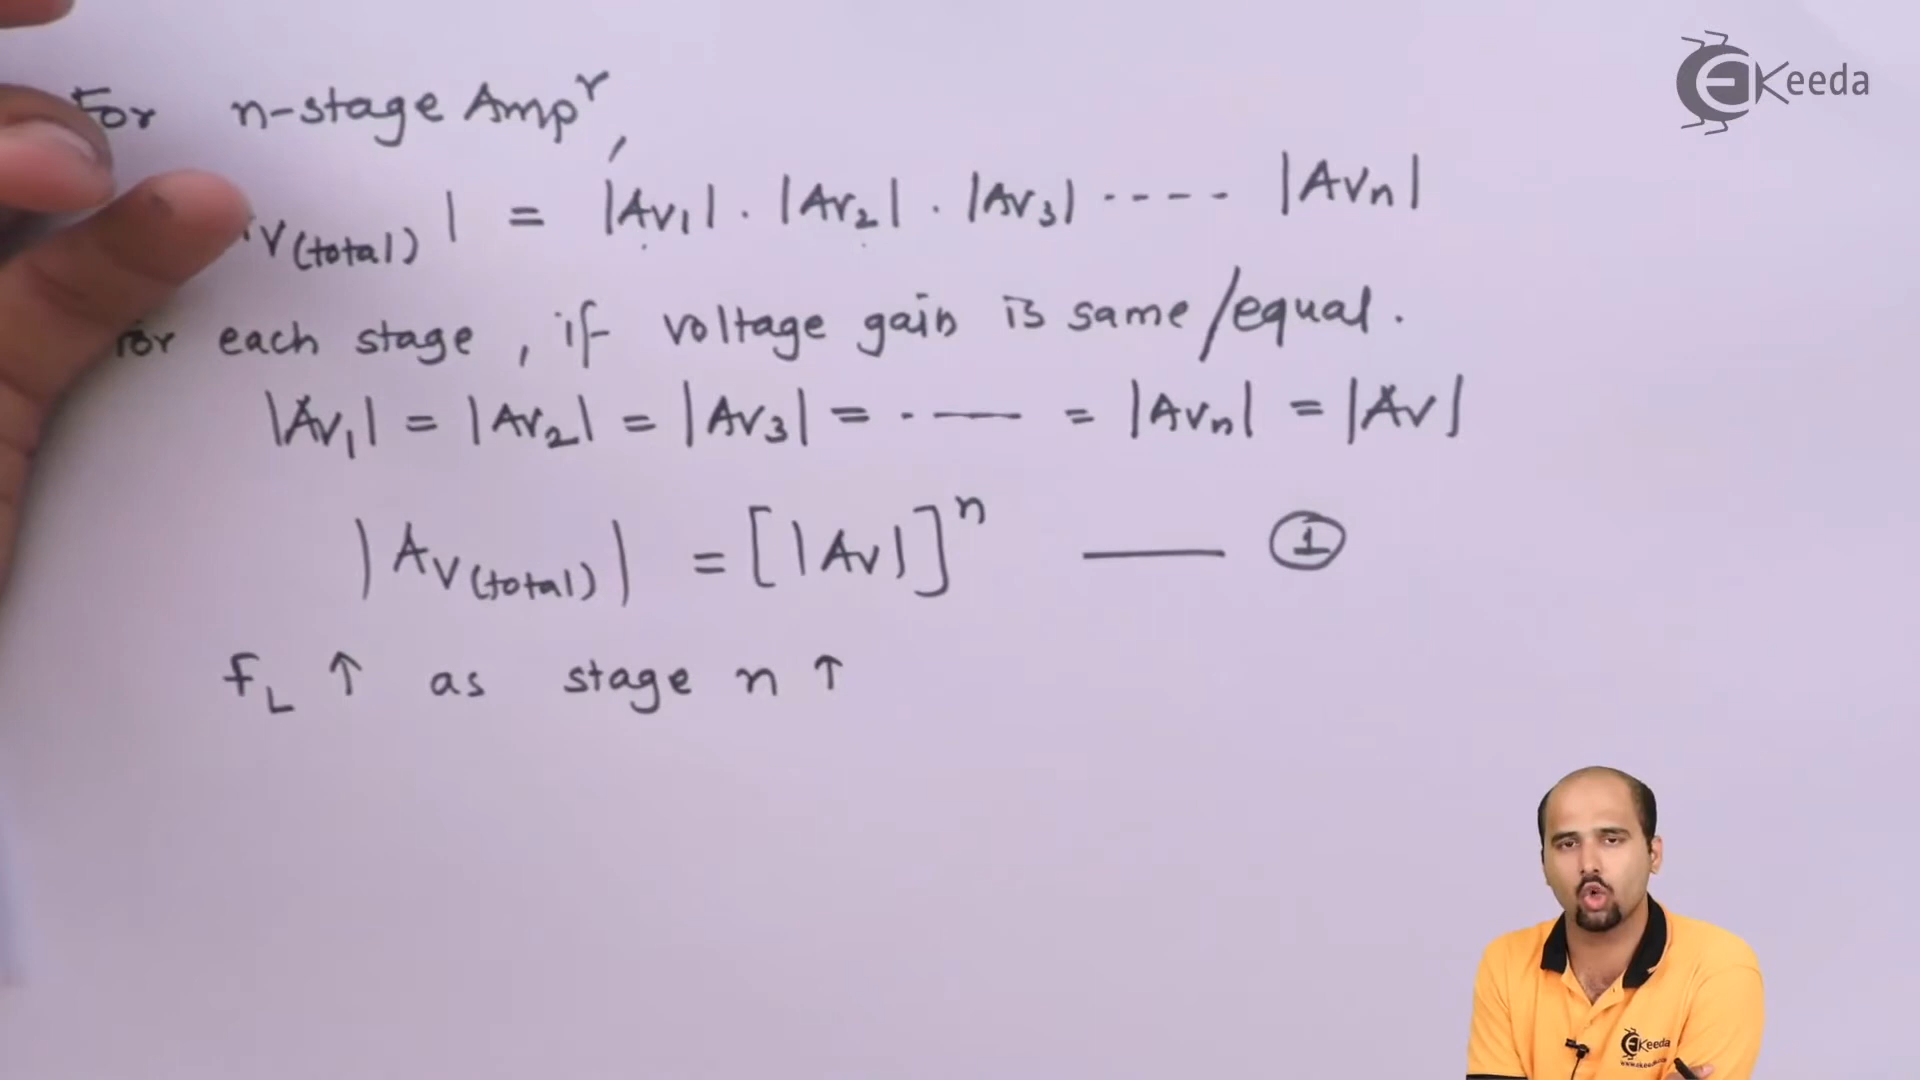 EKeeda
For n-stage Ampʳ,
V(total) | = |Av₁| . |Av₂| . |Av₃| ---- |Avn|
For each stage , if voltage gain is same/equal.
|Av₁| = |Av₂| = |Av₃| = . — = |Avn| = |Av|
|Av(total)| = [|Av|]ⁿ —— ①
fL ↑ as stage n ↑
EKeeda